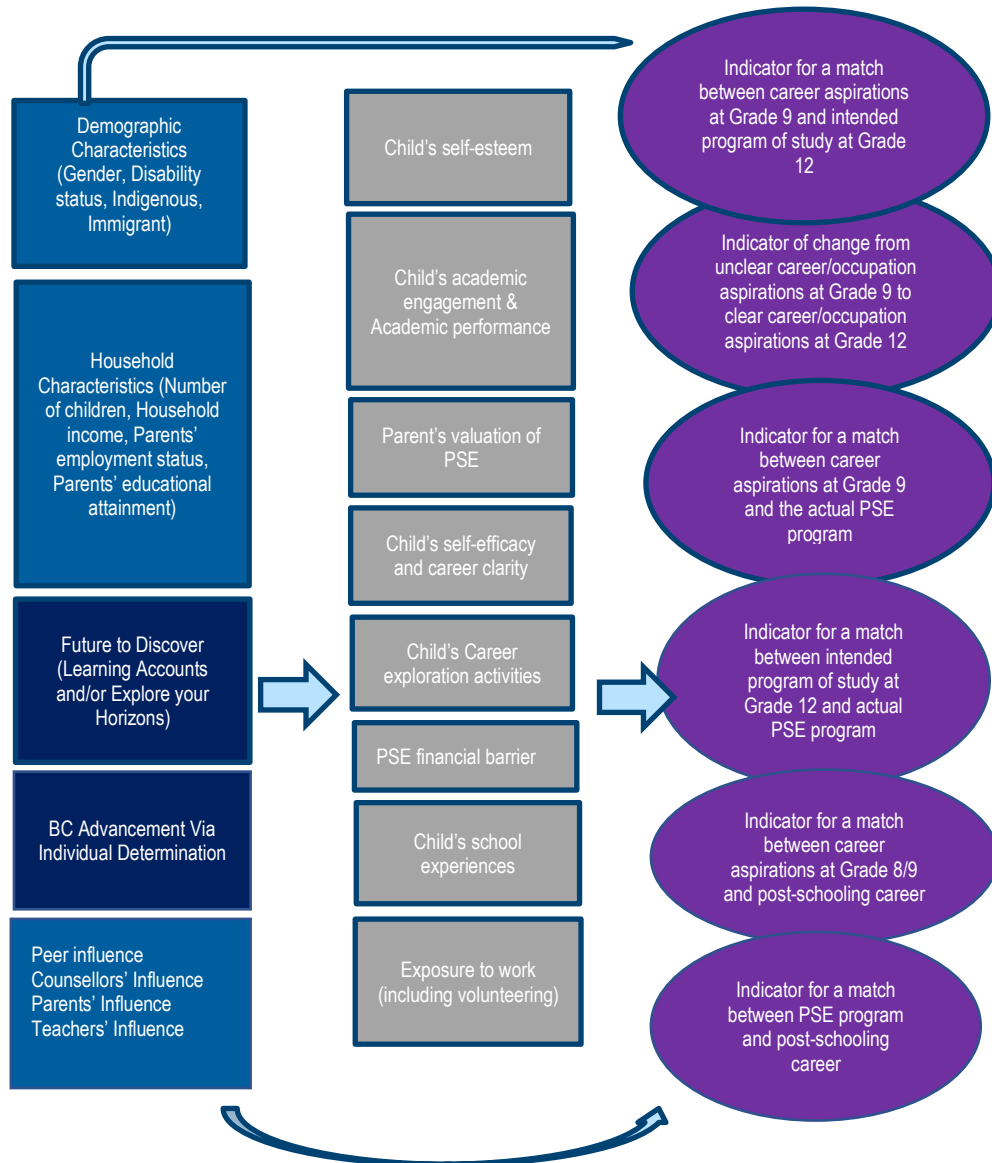 Demographic
Characteristics
(Gender, Disability
status, Indigenous,
Immigrant)
Household
Characteristics (Number
of children, Household
income, Parents'
employment status,
Parents' educational
attainment)
Future to Discover
(Learning Accounts
and/or Explore your
Horizons)
BC Advancement Via
Individual Determination
Peer influence
Counsellors' Influence
Parents' Influence
Teachers' Influence
Child's self-esteem
Child's academic
engagement &
Academic performance
Parent's valuation of
PSE
Child's self-efficacy
and career clarity
Child's Career
exploration activities
PSE financial barrier
Child's school
experiences
Exposure to work
(including volunteering)
Indicator for a match
between career aspirations
at Grade 9 and intended
program of study at Grade
12
Indicator of change from
unclear career/occupation
aspirations at Grade 9 to
clear career/occupation
aspirations at Grade 12
Indicator for a match
between career
aspirations at Grade 9
and the actual PSE
program
Indicator for a match
between intended
program of study at
Grade 12 and actual
PSE program
Indicator for a match
between career
aspirations at Grade 8/9
and post-schooling career
Indicator for a match
between PSE program
and post-schooling
career